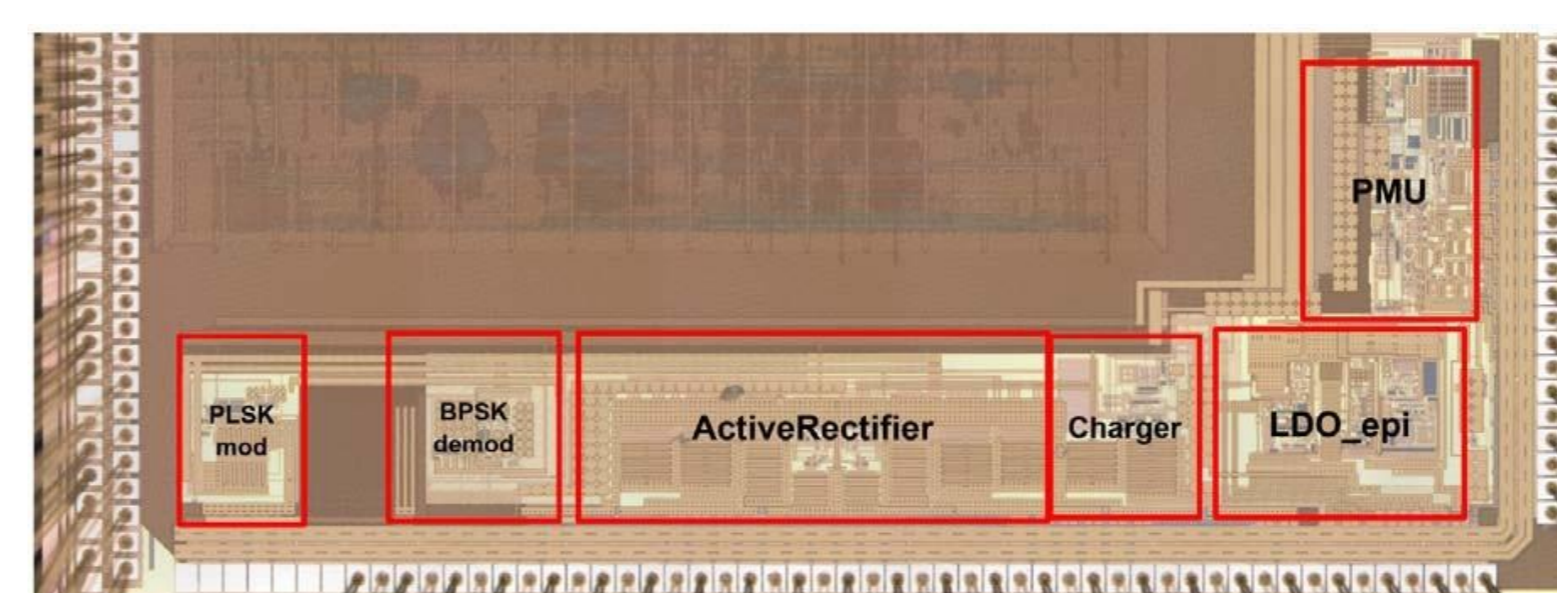 PMU
PLSK
mod
BPSK
demod
ActiveRectifier
Charger
LDO_epi